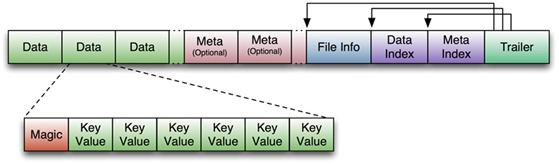 Data Data Data Meta (Optional) Meta (Optional) File Info Data Index Meta Index Trailer
Magic Key Value Key Value Key Value Key Value Key Value Key Value